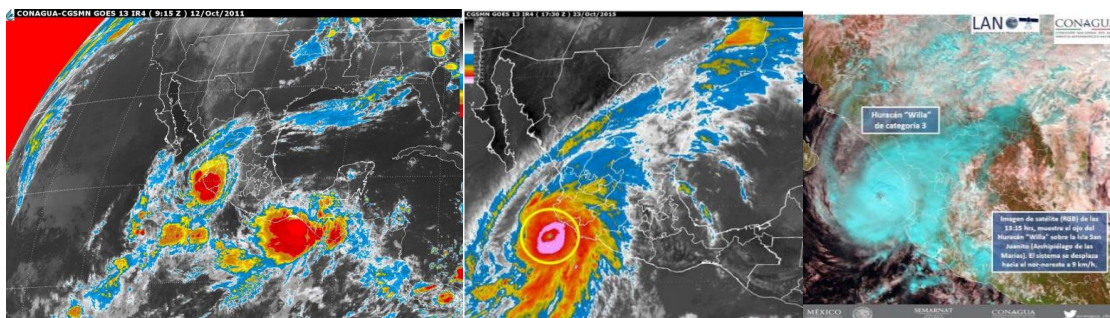 CONAGUA-CGSMN GOES 13 IR4 ( 9:15 Z ) 12/Oct/2011
CGSMN GOES 13 IR4 (17:30 Z ) 23/Oct/2015
LAN
CONAGUA
Huracán "Willa"
de categoría 3
Imagen de satélite (RGB) de las
13:15 hrs, muestra el ojo del
Huracán "Willa" sobre la Isla San
Juanito (Archipiélago de las
Marías). El sistema se desplaza
hacia el nor-noreste a 9 km/h.
MÉXICO
SEMARNAT
CONAGUA